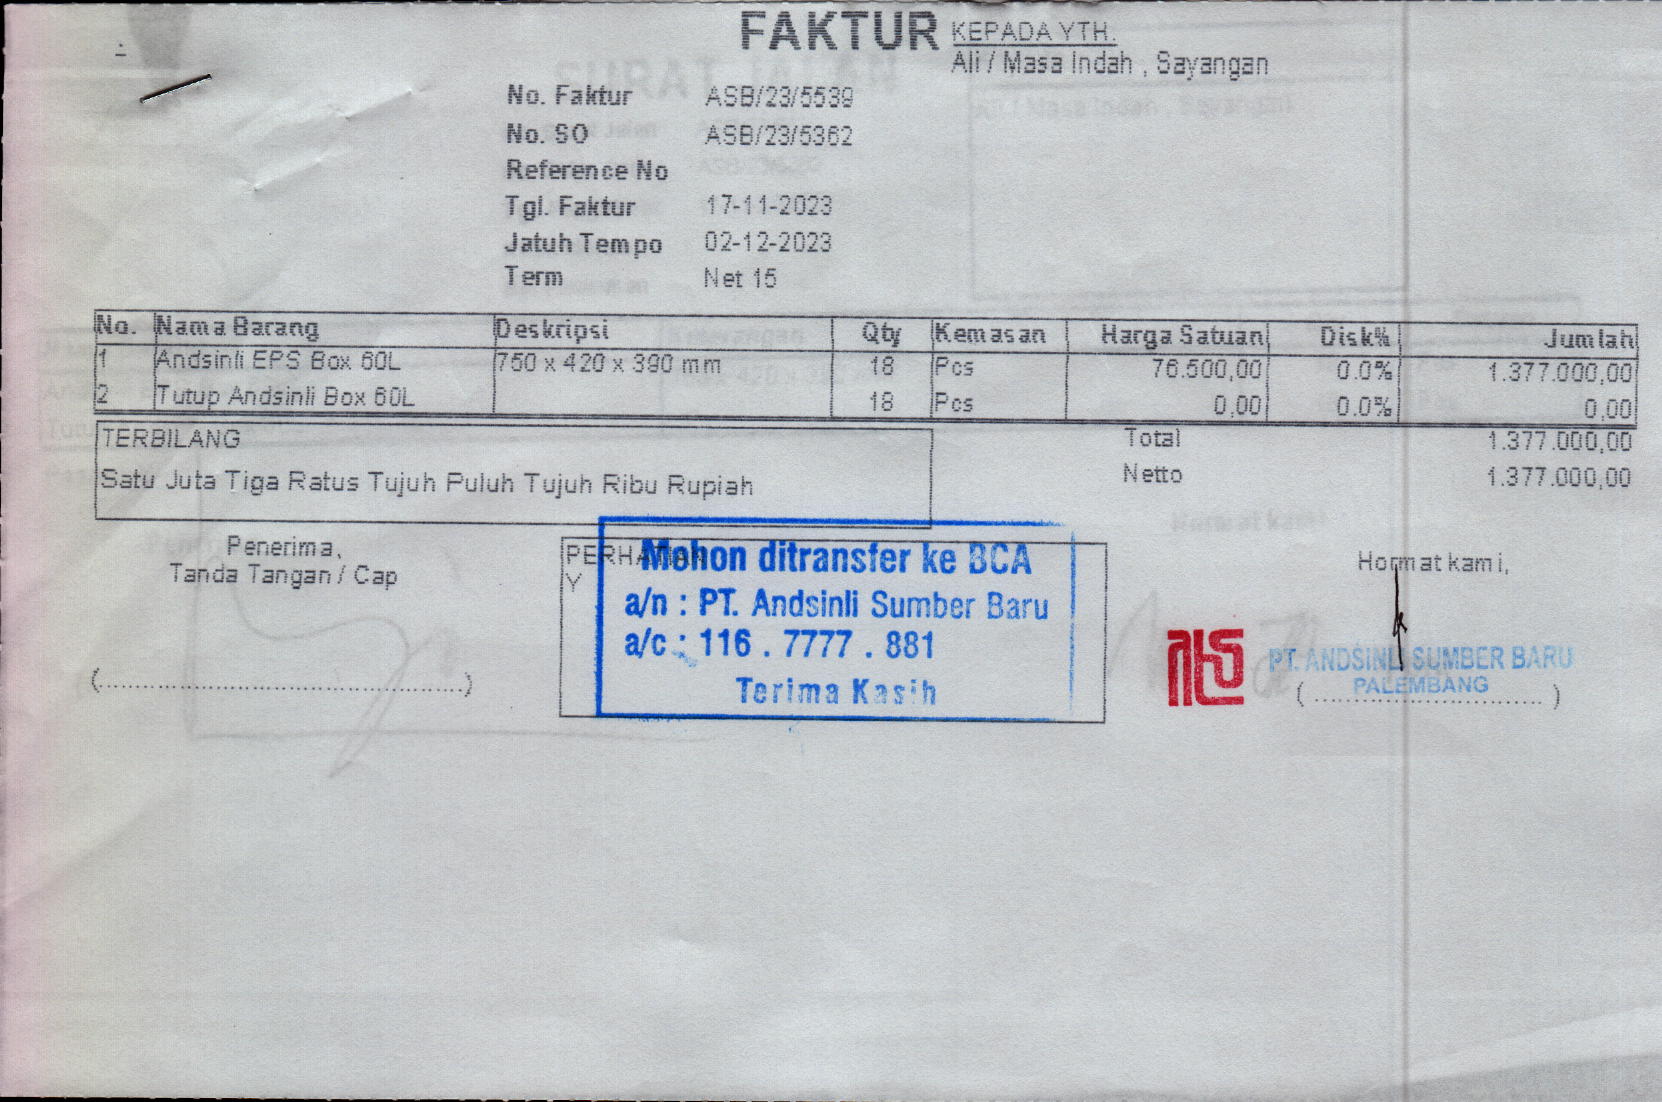 FAKTUR
KEPADA YTH.
Ali / Masa Indah , Sayangan
No. Faktur ASB/23/5539
No. SO ASB/23/5362
Reference No
Tgl. Faktur 17-11-2023
Jatuh Tempo 02-12-2023
Term Net 15
No. Nama Barang Deskripsi Qty Kemasan Harga Satuan Disk% Jumlah
1 Andsinli EPS Box 60L 750 x 420 x 390 mm 18 Pcs 76.500,00 0.0% 1.377.000,00
2 Tutup Andsinli Box 60L 18 Pcs 0,00 0.0% 0,00
TERBILANG
Satu Juta Tiga Ratus Tujuh Puluh Tujuh Ribu Rupiah
Total 1.377.000,00
Netto 1.377.000,00
Penerima,
Tanda Tangan / Cap
(...............................................)
PERHATIAN
Y
Mohon ditransfer ke BCA
a/n : PT. Andsinli Sumber Baru
a/c : 116 . 7777 . 881
Terima Kasih
Hormat kami,
PT. ANDSINLI SUMBER BARU
PALEMBANG
(..............................)